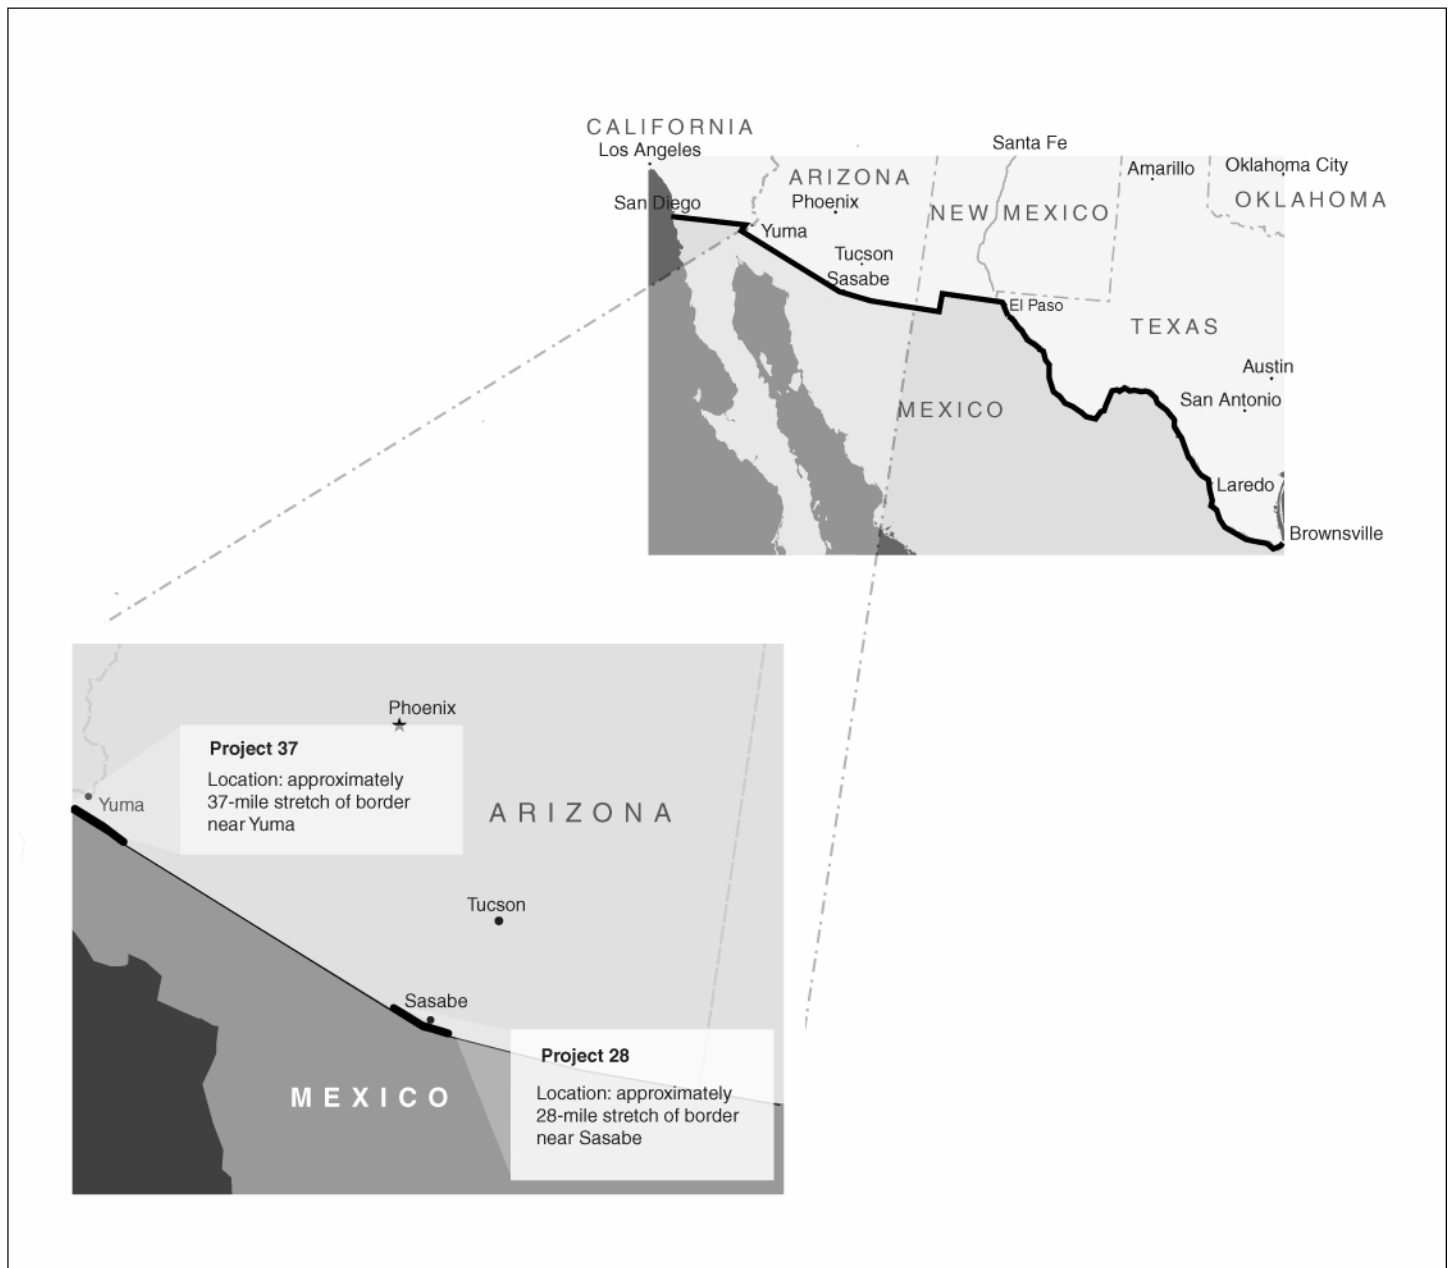 CALIFORNIA
Los Angeles
Santa Fe
Amarillo
Oklahoma City
ARIZONA
OKLAHOMA
San Diego
Phoenix
NEW MEXICO
Yuma
Tucson
Sasabe
El Paso
TEXAS
Austin
San Antonio
MEXICO
Laredo
Brownsville
Phoenix
Project 37
Location: approximately
37-mile stretch of border
near Yuma
Yuma
ARIZONA
Tucson
Sasabe
Project 28
Location: approximately
28-mile stretch of border
near Sasabe
MEXICO